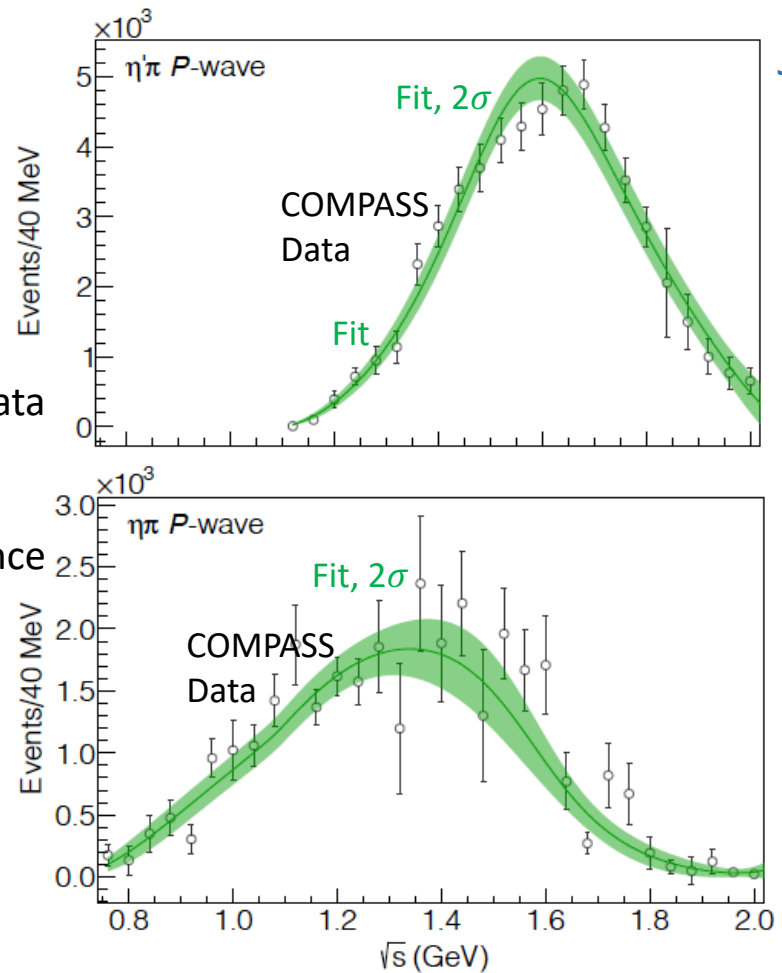 ×10³
η'π P-wave
Fit, 2σ
COMPASS
Data
Fit
Events/40 MeV
5
4
3
2
1
0
ata
×10³
ηπ P-wave
nce
Fit, 2σ
COMPASS
Data
Events/40 MeV
3.0
2.5
2.0
1.5
1.0
0.5
0.0
0.8 1.0 1.2 1.4 1.6 1.8 2.0
√s (GeV)